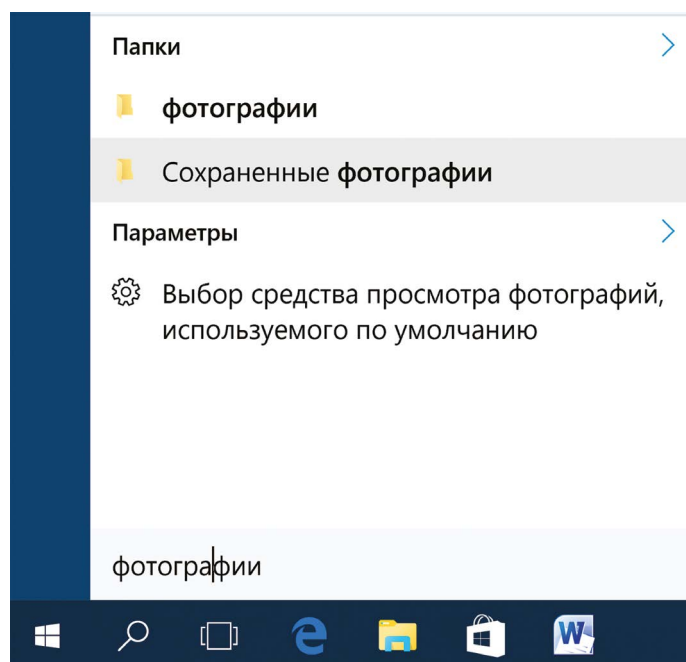 Папки
фотографии
Сохраненные фотографии
Параметры
Выбор средства просмотра фотографий,
используемого по умолчанию
фотографии
W